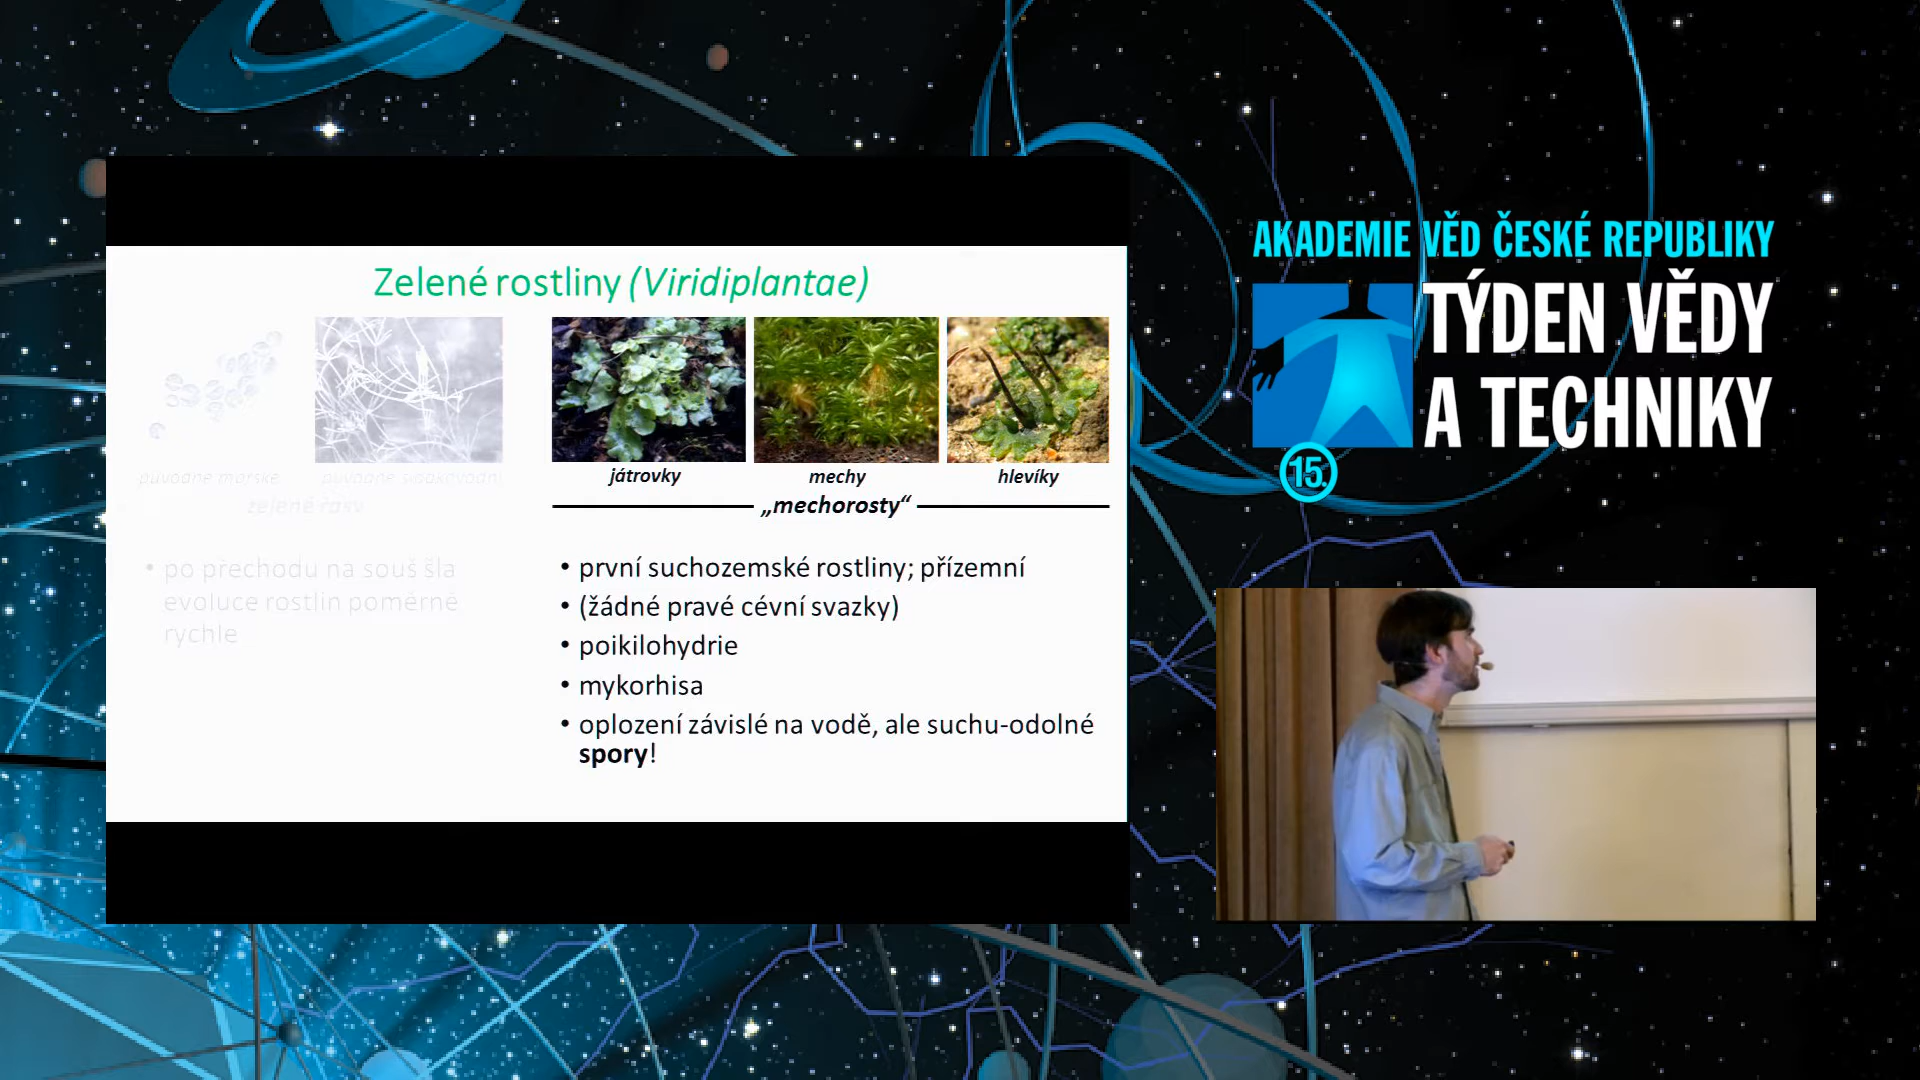 AKADEMIE VĚD ČESKÉ REPUBLIKY
TÝDEN VĚDY
A TECHNIKY
15.
Zelené rostliny (Viridiplantae)
původně mořské
původně sladkovodní
zelené řasy
játrovky
mechy
hlevíky
„mechorosty“
• po přechodu na souš šla
evoluce rostlin poměrně
rychle
• první suchozemské rostliny; přízemní
• (žádné pravé cévní svazky)
• poikilohydrie
• mykorhisa
• oplození závislé na vodě, ale suchu-odolné
spory!